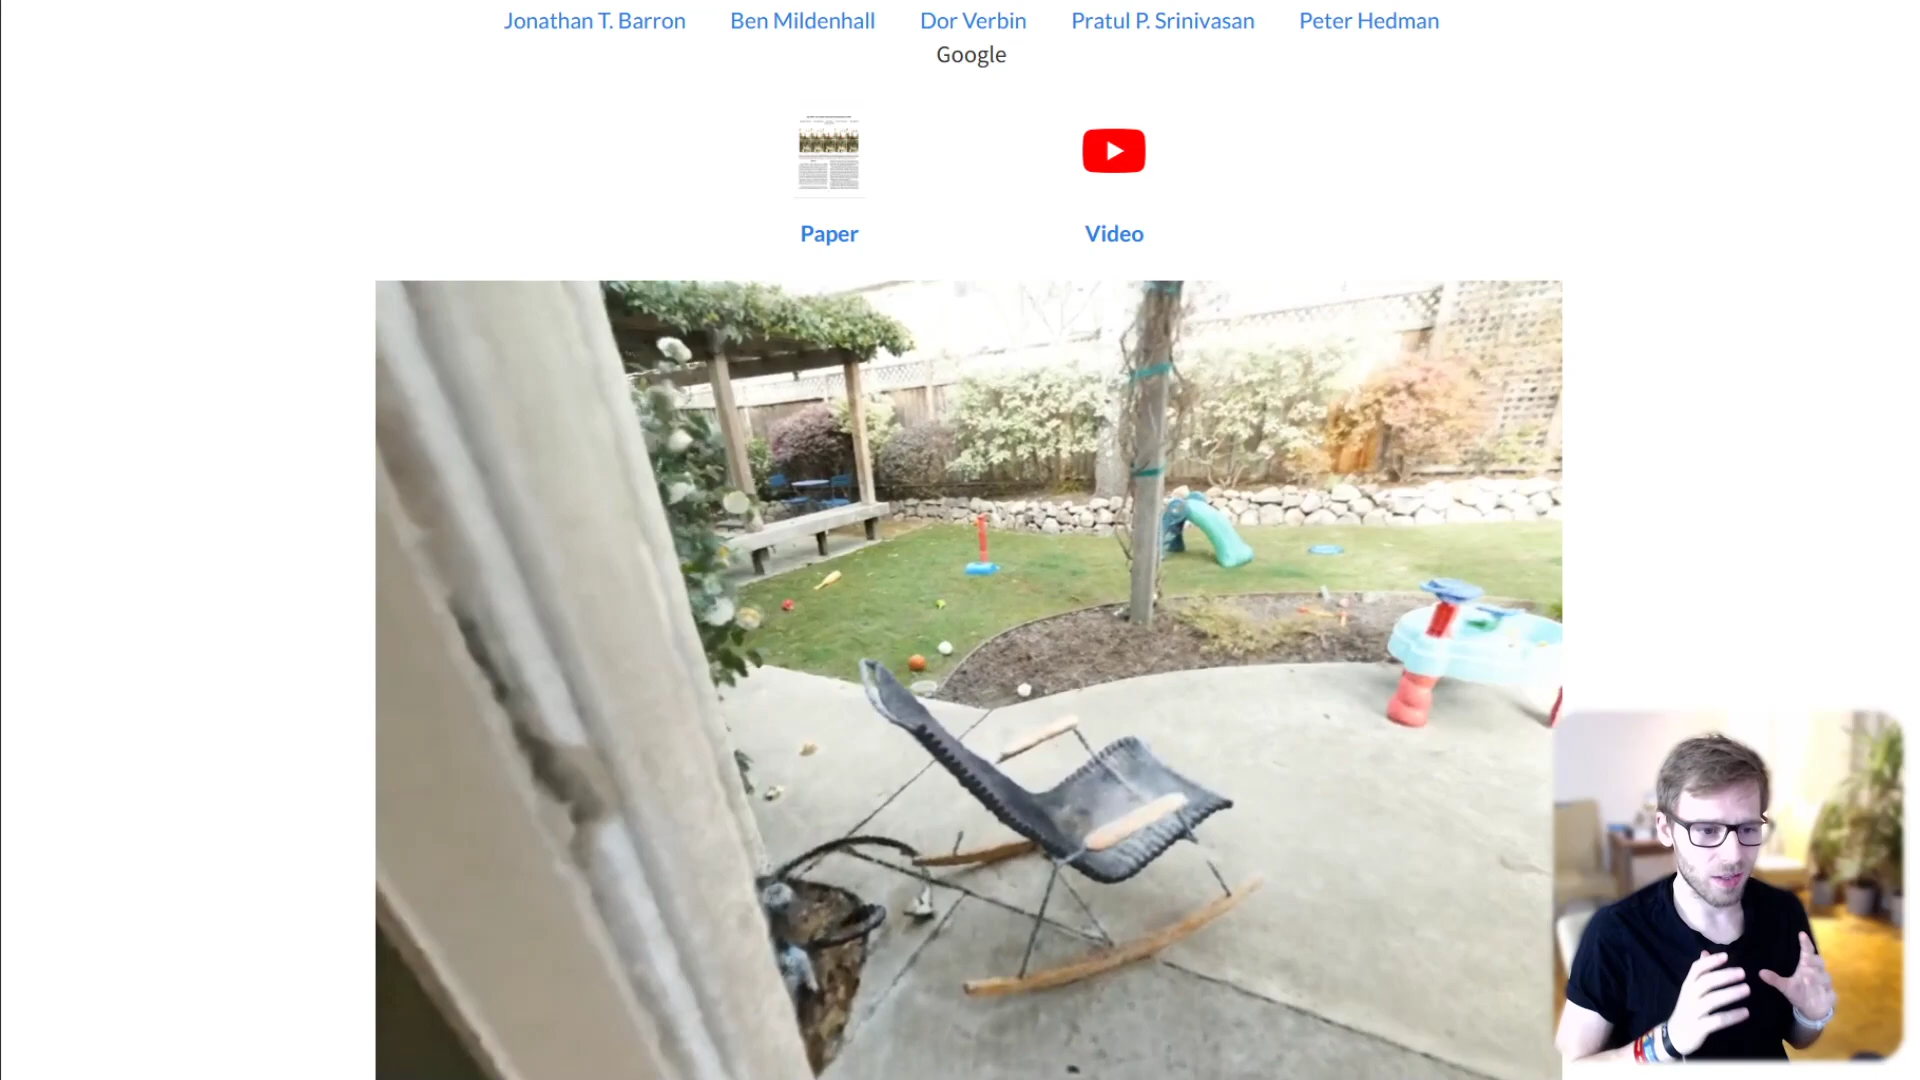 Jonathan T. Barron Ben Mildenhall Dor Verbin Pratul P. Srinivasan Peter Hedman
Google
Paper Video